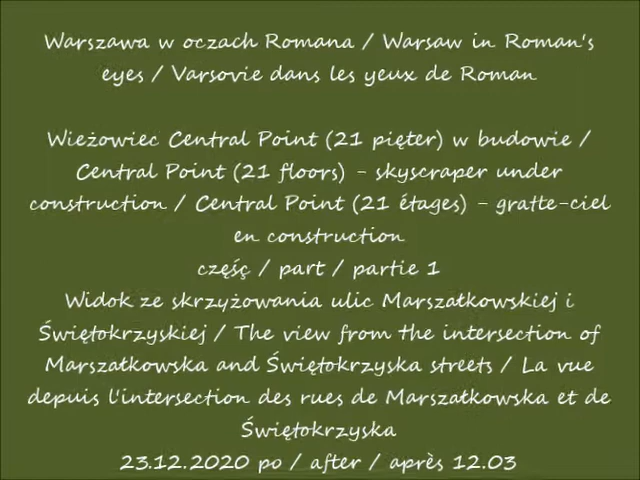 Warszawa w oczach Romana / Warsaw in Roman's
eyes / Varsovie dans les yeux de Roman
Wieżowiec Central Point (21 pięter) w budowie /
Central Point (21 floors) - skyscraper under
construction / Central Point (21 étages) - gratte-ciel
en construction
częśç / part / partie 1
Widok ze skrzyżowania ulic Marszałkowskiej i
Świętokrzyskiej / The view from the intersection of
Marszałkowska and Świętokrzyska streets / La vue
depuis l'intersection des rues de Marszałkowska et de
Świętokrzyska
23.12.2020 po / after / après 12.03